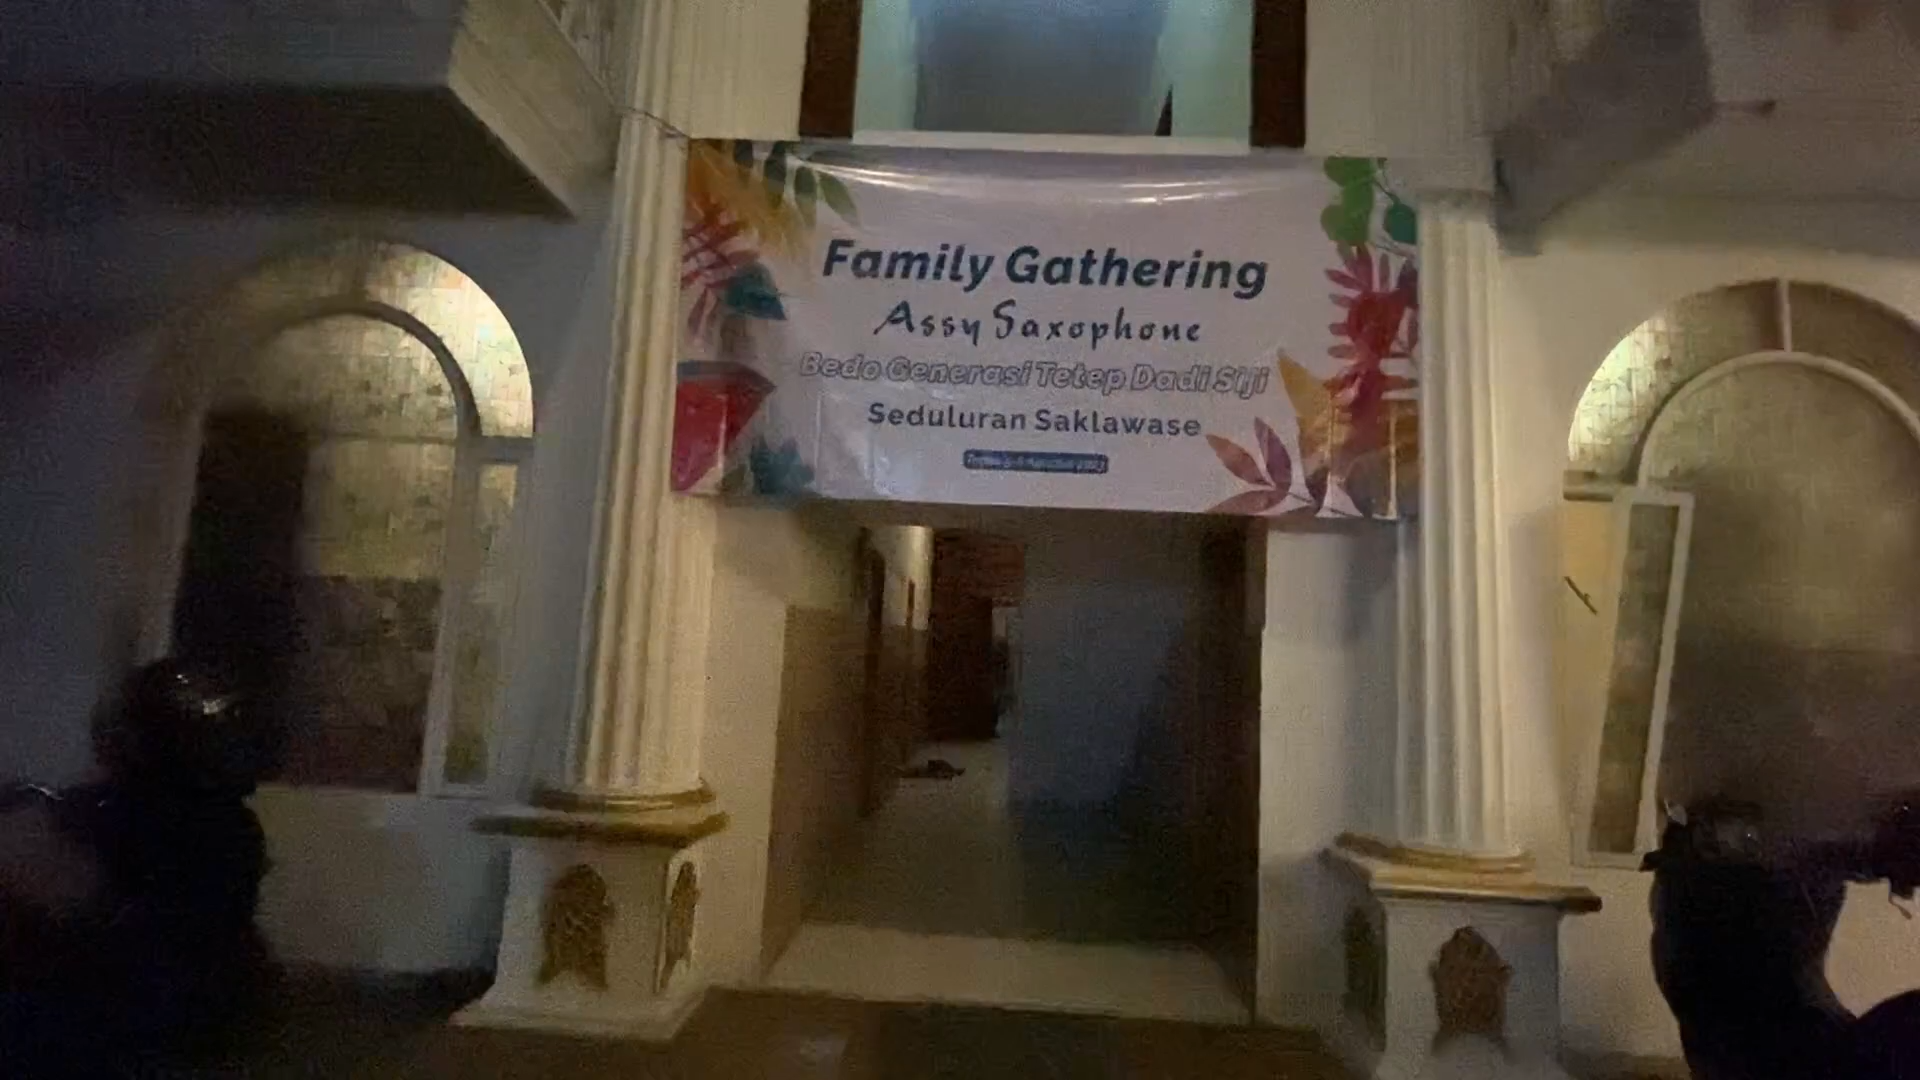 Family Gathering
Assy Saxophone
Bedo Generasi Tetep Dadi Siji
Seduluran Saklawase